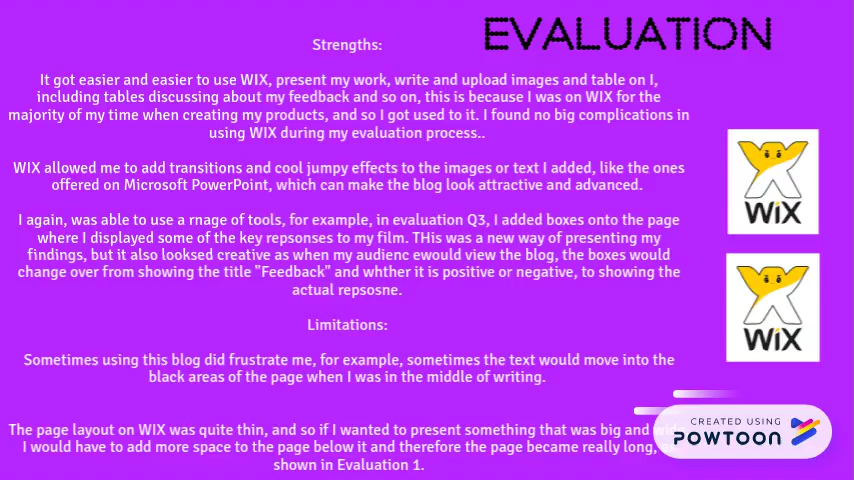 EVALUATION
Strengths:
It got easier and easier to use WIX, present my work, write and upload images and table on I,
including tables discussing about my feedback and so on, this is because I was on WIX for the
majority of my time when creating my products, and so I got used to it. I found no big complications in
using WIX during my evaluation process..
WIX allowed me to add transitions and cool jumpy effects to the images or text I added, like the ones
offered on Microsoft PowerPoint, which can make the blog look attractive and advanced.
I again, was able to use a rnage of tools, for example, in evaluation Q3, I added boxes onto the page
where I displayed some of the key repsonses to my film. THis was a new way of presenting my
findings, but it also looksed creative as when my audienc ewould view the blog, the boxes would
change over from showing the title "Feedback" and whther it is positive or negative, to showing the
actual repsosne.
Limitations:
Sometimes using this blog did frustrate me, for example, sometimes the text would move into the
black areas of the page when I was in the middle of writing.
The page layout on WIX was quite thin, and so if I wanted to present something that was big and
I would have to add more space to the page below it and therefore the page became really long,
shown in Evaluation 1.
WiX
WiX
CREATED USING
POWTOON